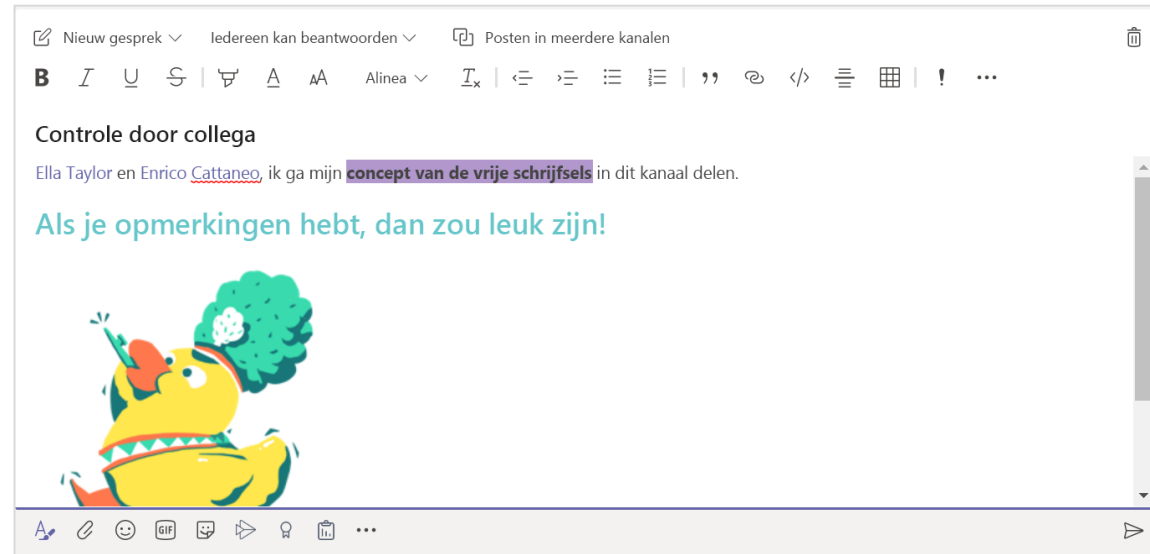 Nieuw gesprek Iedereen kan beantwoorden Posten in meerdere kanalen
B I U S A AA Alinea Tx </> ! ...
Controle door collega
Ella Taylor en Enrico Cattaneo, ik ga mijn concept van de vrije schrijfsels in dit kanaal delen.
Als je opmerkingen hebt, dan zou leuk zijn!
A GIF ...